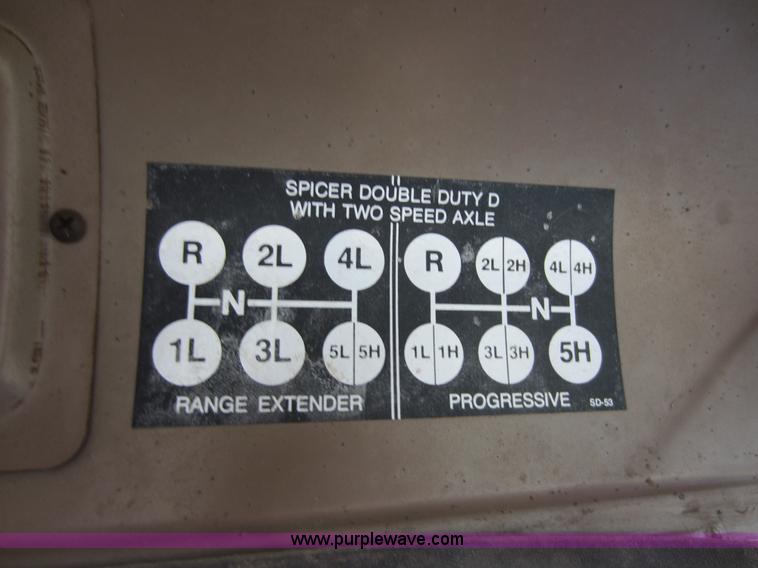 SPICER DOUBLE DUTY D
WITH TWO SPEED AXLE
R 2L 4L
N
1L 3L 5L 5H
RANGE EXTENDER
R 2L 2H 4L 4H
N
1L 1H 3L 3H 5H
PROGRESSIVE
SD-53
www.purplewave.com